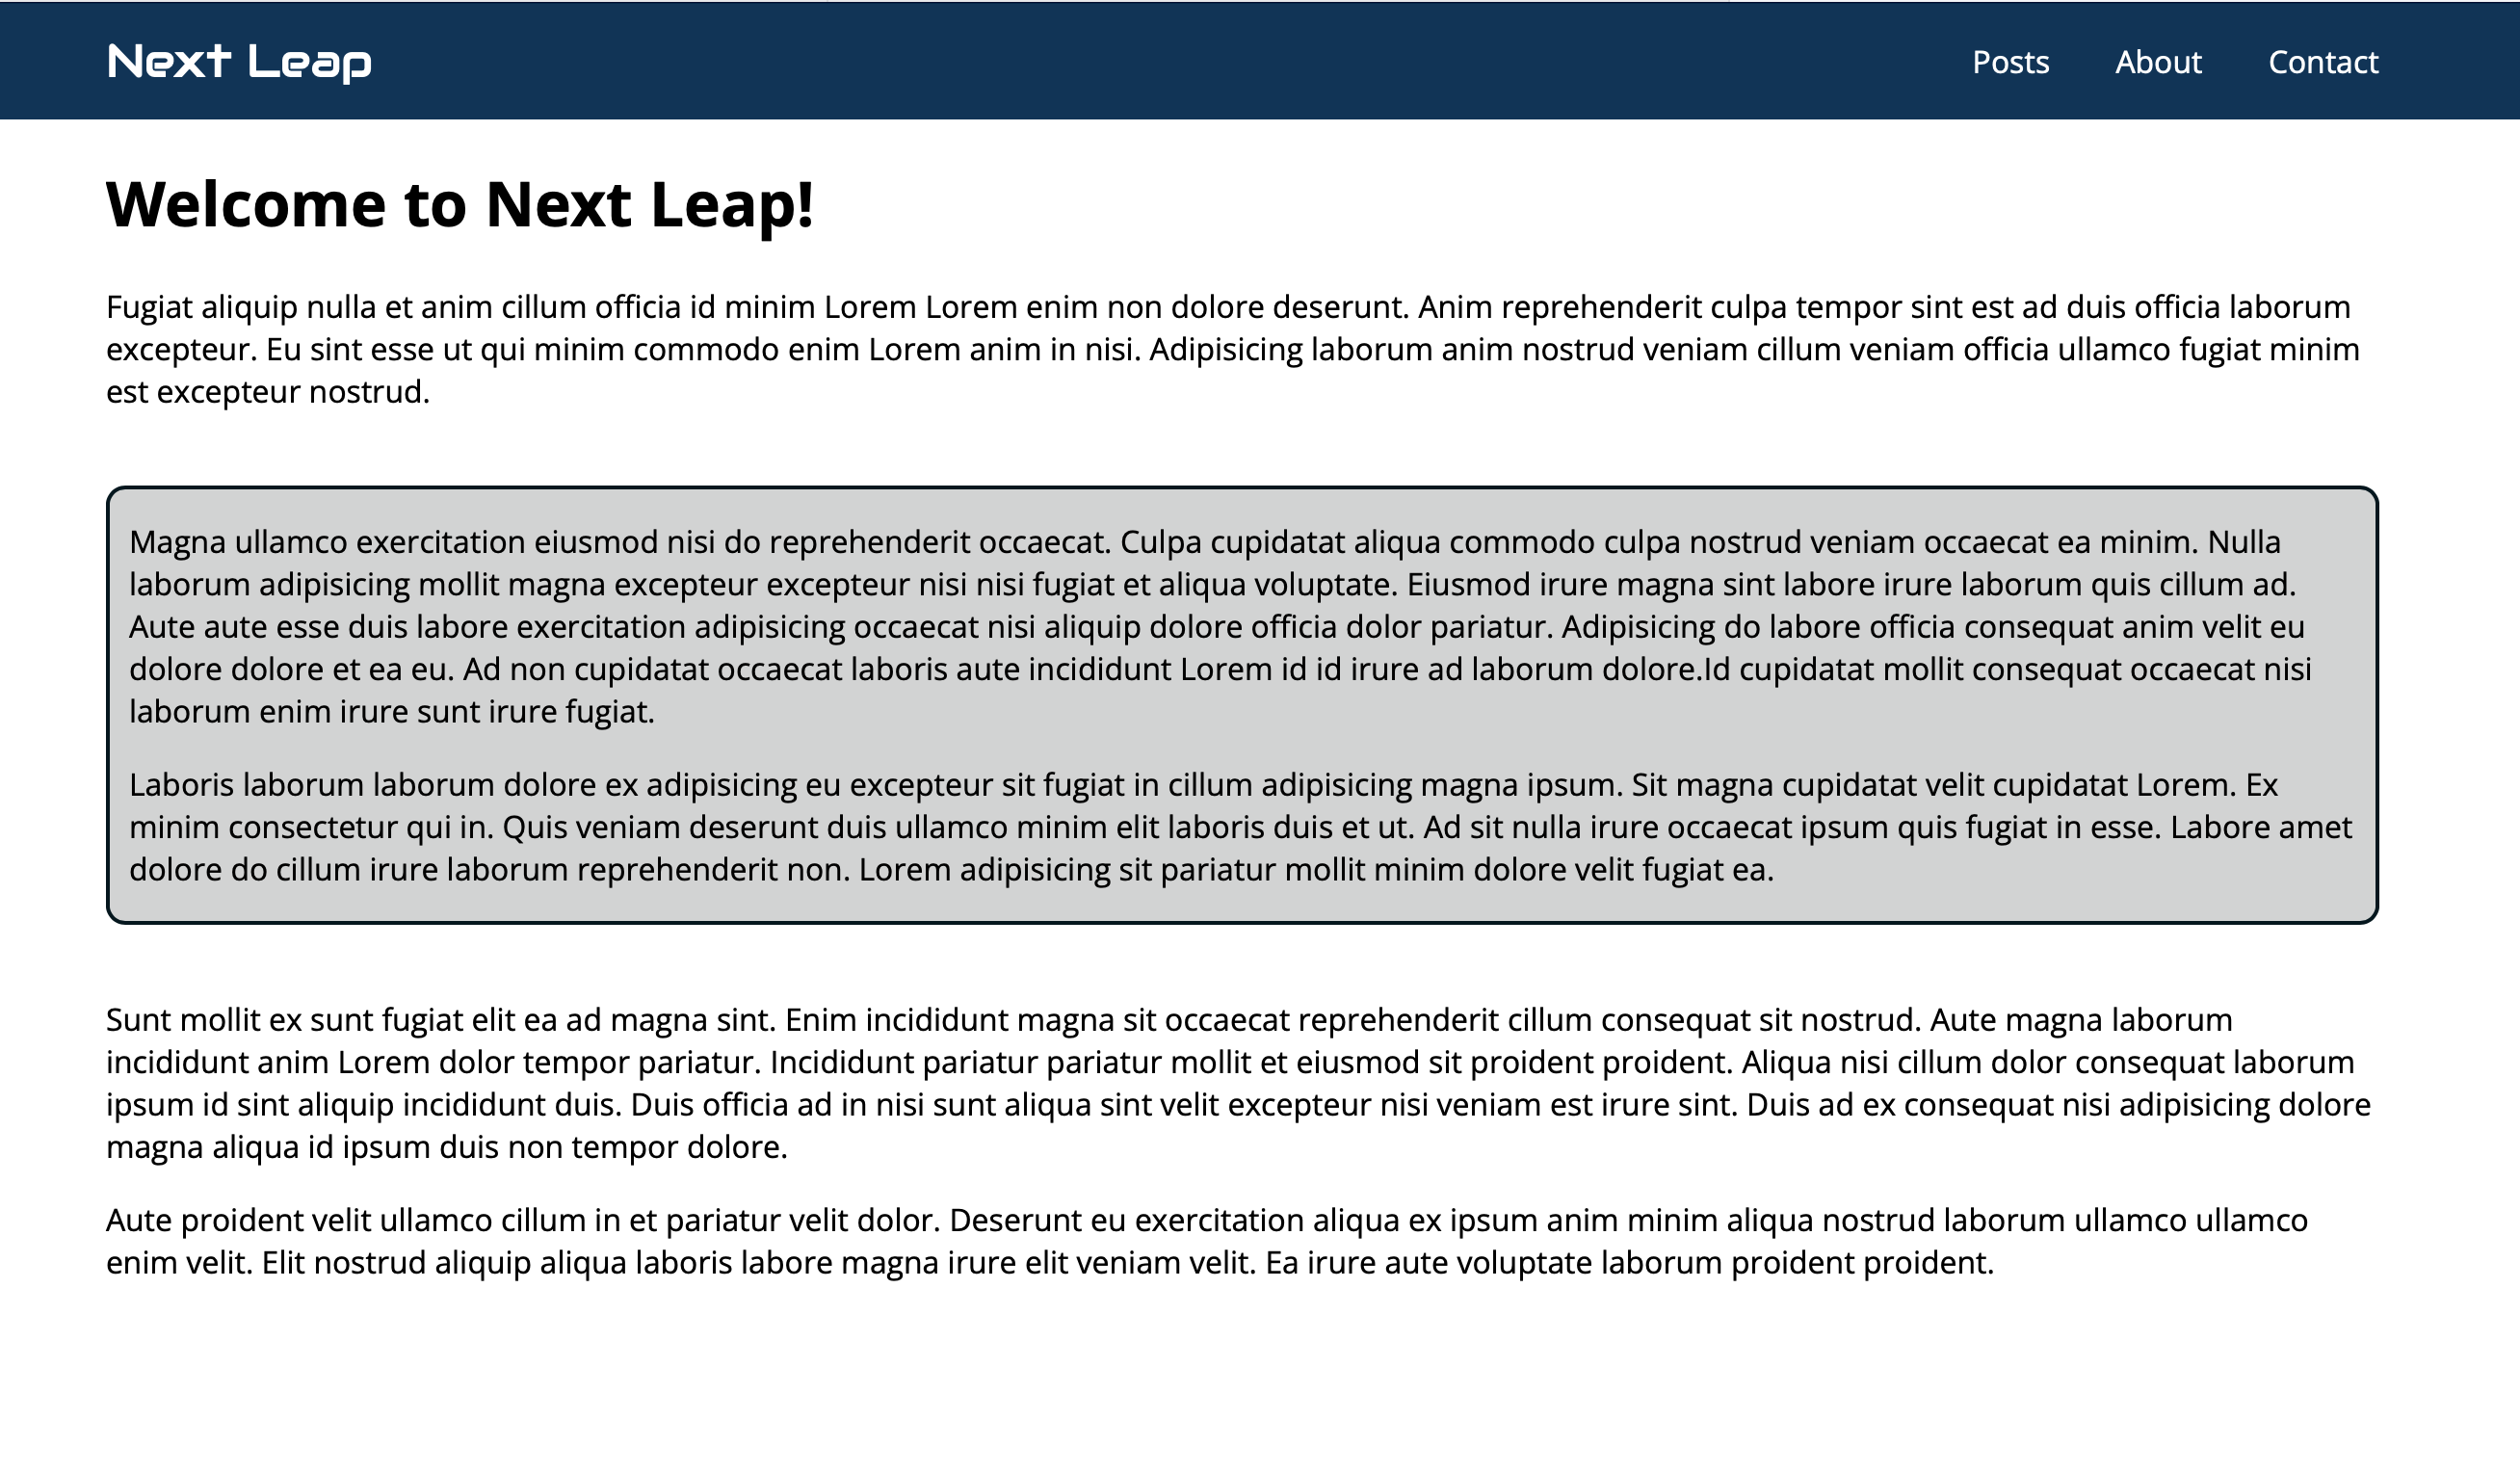 Next Leap
Posts
About
Contact
Welcome to Next Leap!
Fugiat aliquip nulla et anim cillum officia id minim Lorem Lorem enim non dolore deserunt. Anim reprehenderit culpa tempor sint est ad duis officia laborum
excepteur. Eu sint esse ut qui minim commodo enim Lorem anim in nisi. Adipisicing laborum anim nostrud veniam cillum veniam officia ullamco fugiat minim
est excepteur nostrud.
Magna ullamco exercitation eiusmod nisi do reprehenderit occaecat. Culpa cupidatat aliqua commodo culpa nostrud veniam occaecat ea minim. Nulla
laborum adipisicing mollit magna excepteur excepteur nisi nisi fugiat et aliqua voluptate. Eiusmod irure magna sint labore irure laborum quis cillum ad.
Aute aute esse duis labore exercitation adipisicing occaecat nisi aliquip dolore officia dolor pariatur. Adipisicing do labore officia consequat anim velit eu
dolore dolore et ea eu. Ad non cupidatat occaecat laboris aute incididunt Lorem id id irure ad laborum dolore.Id cupidatat mollit consequat occaecat nisi
laborum enim irure sunt irure fugiat.
Laboris laborum laborum dolore ex adipisicing eu excepteur sit fugiat in cillum adipisicing magna ipsum. Sit magna cupidatat velit cupidatat Lorem. Ex
minim consectetur qui in. Quis veniam deserunt duis ullamco minim elit laboris duis et ut. Ad sit nulla irure occaecat ipsum quis fugiat in esse. Labore amet
dolore do cillum irure laborum reprehenderit non. Lorem adipisicing sit pariatur mollit minim dolore velit fugiat ea.
Sunt mollit ex sunt fugiat elit ea ad magna sint. Enim incididunt magna sit occaecat reprehenderit cillum consequat sit nostrud. Aute magna laborum
incididunt anim Lorem dolor tempor pariatur. Incididunt pariatur pariatur mollit et eiusmod sit proident proident. Aliqua nisi cillum dolor consequat laborum
ipsum id sint aliquip incididunt duis. Duis officia ad in nisi sunt aliqua sint velit excepteur nisi veniam est irure sint. Duis ad ex consequat nisi adipisicing dolore
magna aliqua id ipsum duis non tempor dolore.
Aute proident velit ullamco cillum in et pariatur velit dolor. Deserunt eu exercitation aliqua ex ipsum anim minim aliqua nostrud laborum ullamco ullamco
enim velit. Elit nostrud aliquip aliqua laboris labore magna irure elit veniam velit. Ea irure aute voluptate laborum proident proident.